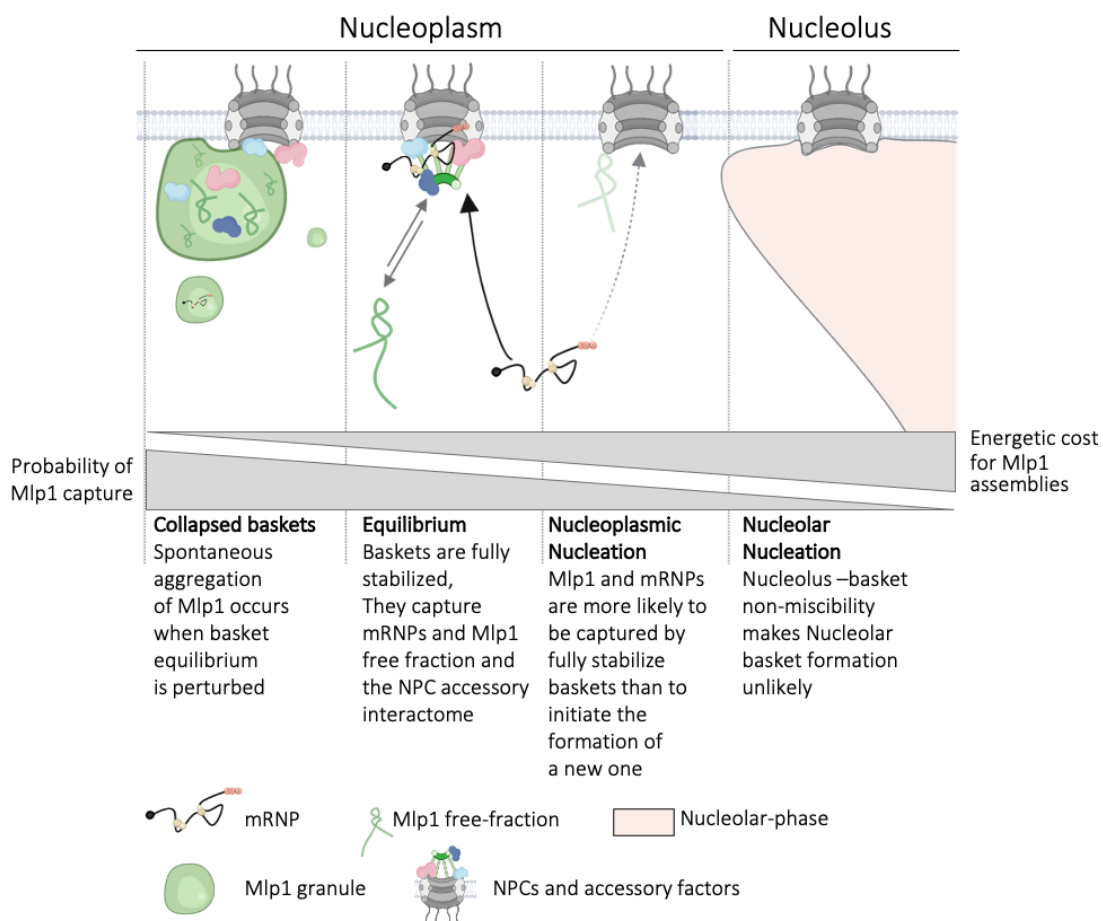 Nucleoplasm
Nucleolus
Probability of
Mlp1 capture
Energetic cost
for Mlp1
assemblies
Collapsed baskets
Spontaneous
aggregation
of Mlp1 occurs
when basket
equilibrium
is perturbed
Equilibrium
Baskets are fully
stabilized,
They capture
mRNPs and Mlp1
free fraction and
the NPC accessory
interactome
Nucleoplasmic
Nucleation
Mlp1 and mRNPs
are more likely to
be captured by
fully stabilize
baskets than to
initiate the
formation of
a new one
Nucleolar
Nucleation
Nucleolus –basket
non-miscibility
makes Nucleolar
basket formation
unlikely
mRNP
Mlp1 free-fraction
Nucleolar-phase
Mlp1 granule
NPCs and accessory factors